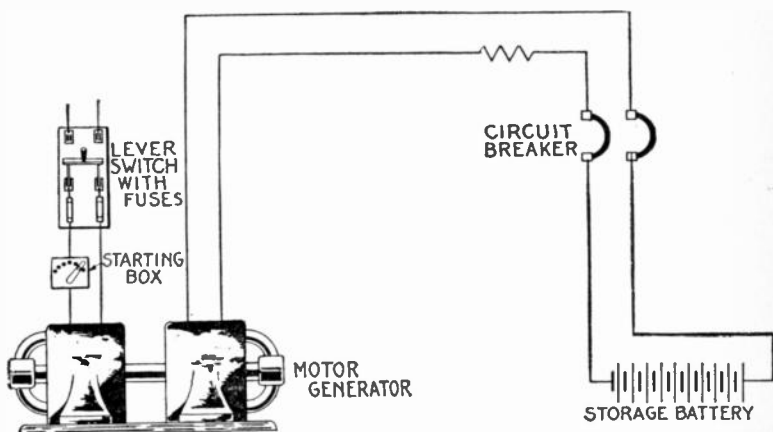 CIRCUIT
BREAKER
LEVER
SWITCH
WITH
FUSES
STARTING
BOX
MOTOR
GENERATOR
STORAGE BATTERY